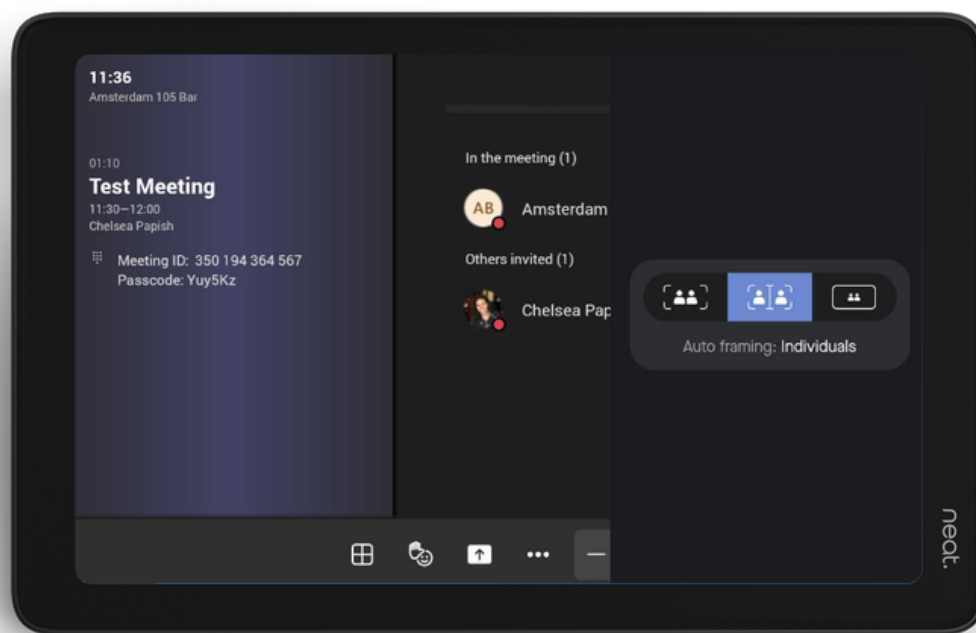 11:36
Amsterdam 105 Bar
01:10
Test Meeting
11:30—12:00
Chelsea Papish
Meeting ID: 350 194 364 567
Passcode: Yuy5Kz
In the meeting (1)
AB
Amsterdam
Others invited (1)
Chelsea Pap
Auto framing: Individuals
neat.